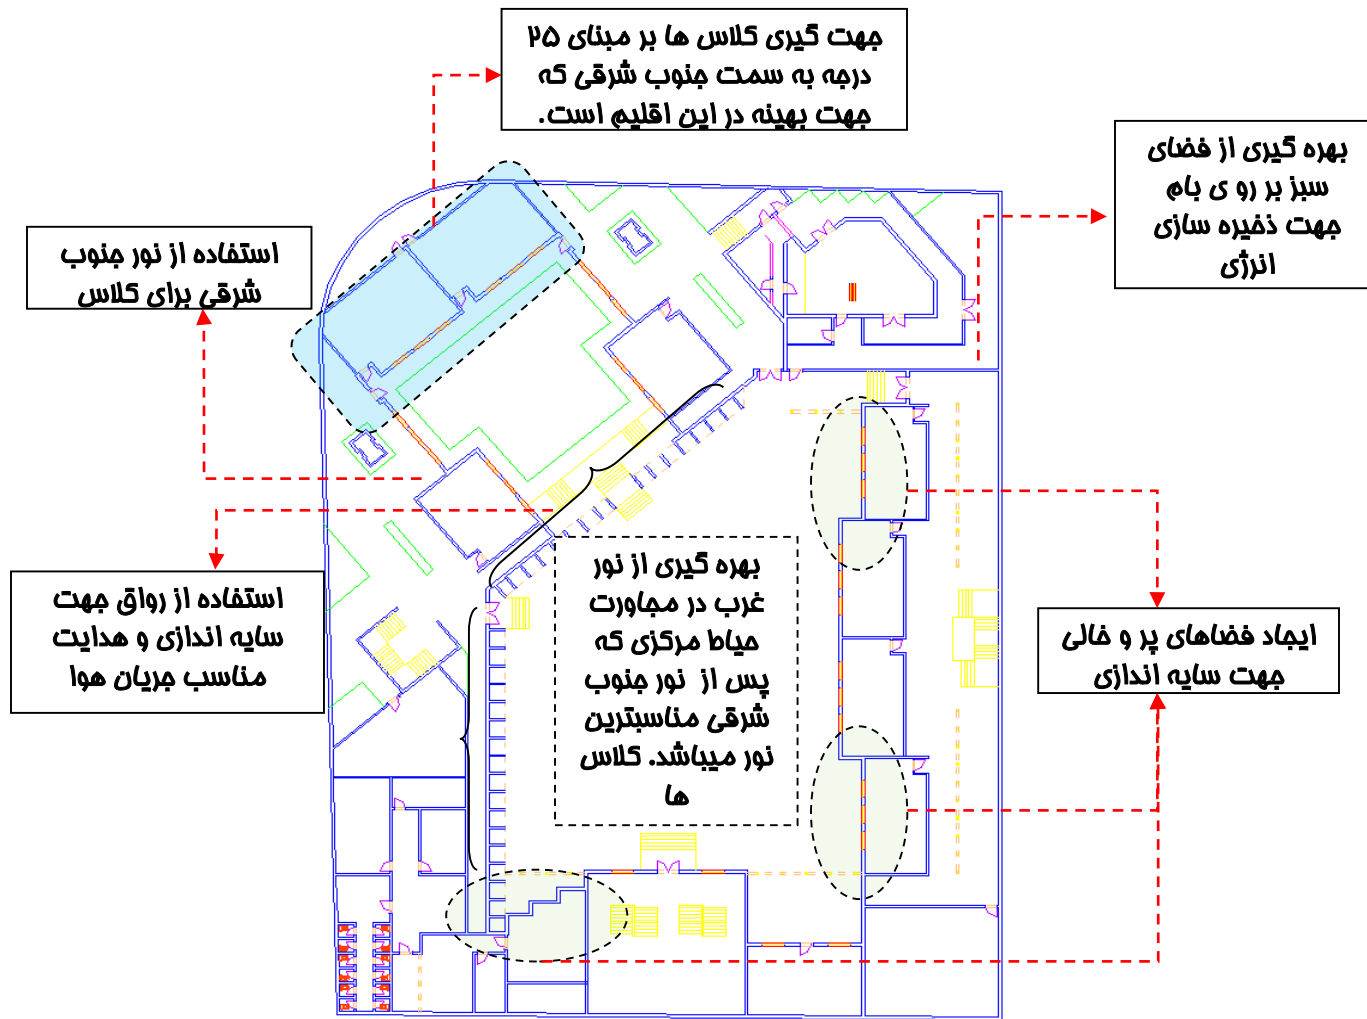 جهت گیری کلاس ها بر مبنای ۲۵
درجه به سمت جنوب شرقی که
جهت بهینه در این اقلیم است.
بهره گیری از فضای
سبز بر رو ی بام
جهت ذخیره سازی
انرژی
استفاده از نور جنوب
شرقی برای کلاس
استفاده از رواق جهت
سایه اندازی و هدایت
مناسب جریان هوا
بهره گیری از نور
غرب در مجاورت
حیاط مرکزی که
پس از نور جنوب
شرقی مناسبترین
نور میباشد. کلاس
ها
ایجاد فضاهای پر و خالی
جهت سایه اندازی